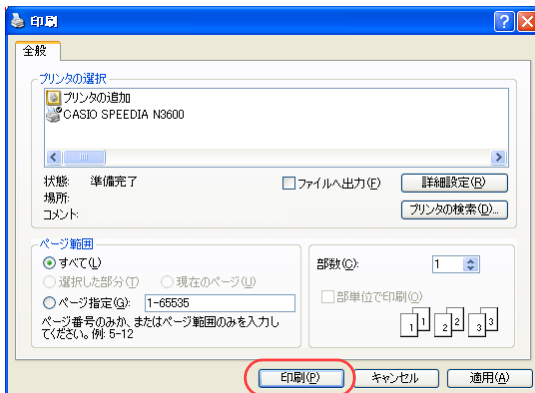 印刷
全般
プリンタの選択
プリンタの追加
CASIO SPEEDIA N3600
状態: 準備完了
ファイルへ出力(F)
詳細設定(R)
場所:
コメント:
プリンタの検索(D)...
ページ範囲
すべて(L)
選択した部分(T) 現在のページ(U)
ページ指定(G): 1-65535
ページ番号のみか、またはページ範囲のみを入力し
てください。例: 5-12
部数(C): 1
部単位で印刷(O)
1 1 2 2 3 3
印刷(P) キャンセル 適用(A)